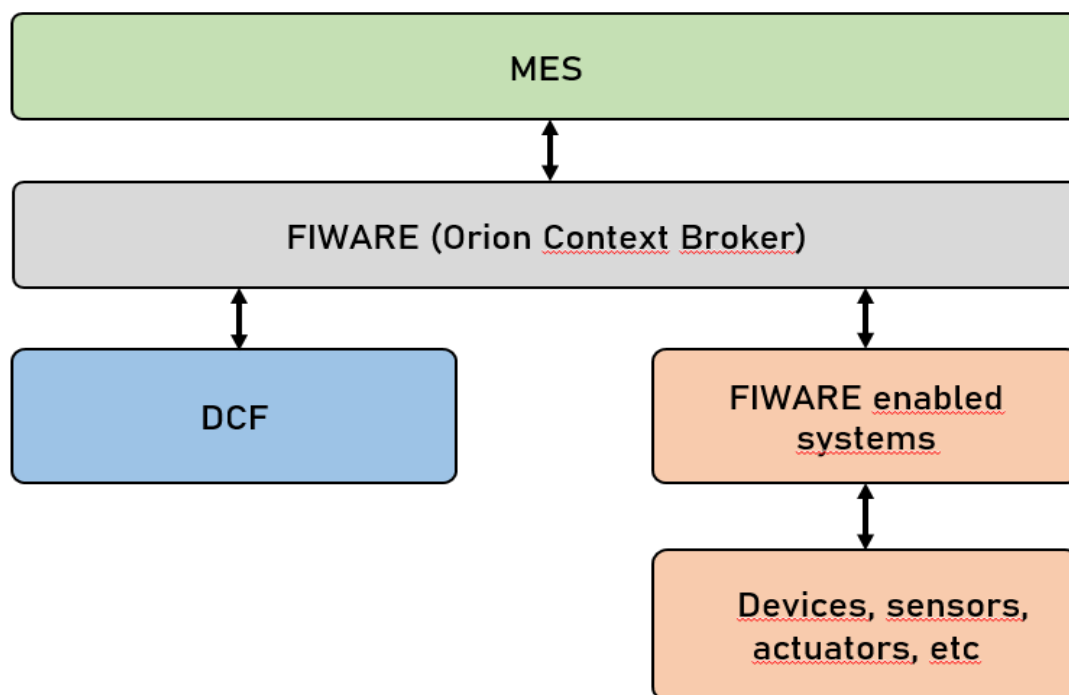 MES
FIWARE (Orion Context Broker)
DCF
FIWARE enabled
systems
Devices, sensors,
actuators, etc